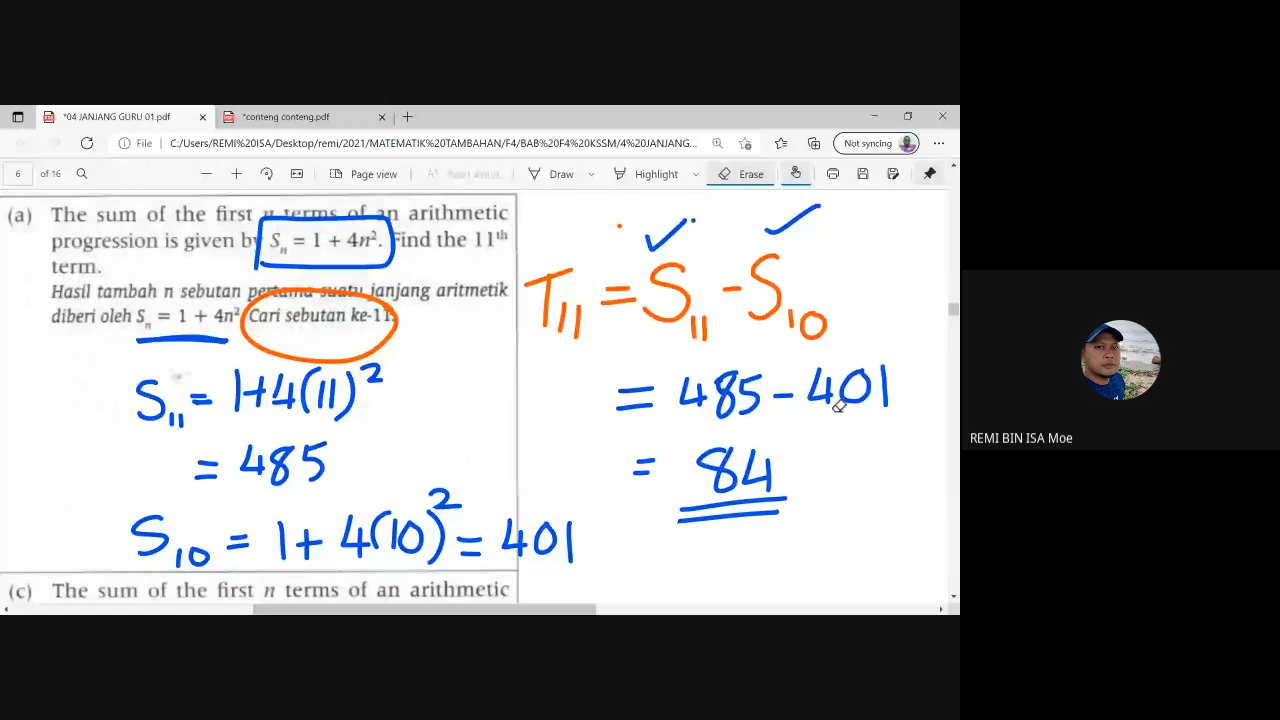 *04 JANJANG GURU 01.pdf
*conteng conteng.pdf
File C:/Users/REMI%20ISA/Desktop/remi/2021/MATEMATIK%20TAMBAHAN/F4/BAB%20F4%20KSSM/4%20JANJANG... Not syncing
6 of 16 Page view Read aloud Draw Highlight Erase
(a) The sum of the first n terms of an arithmetic
progression is given by Sₙ = 1 + 4n². Find the 11ᵗʰ
term.
Hasil tambah n sebutan pertama suatu janjang aritmetik
diberi oleh Sₙ = 1 + 4n². Cari sebutan ke-11.
S₁₁ = 1+4(11)²
= 485
S₁₀ = 1+ 4(10)² = 401
T₁₁ = S₁₁ - S₁₀
= 485 - 401
= 84
(c) The sum of the first n terms of an arithmetic
REMI BIN ISA Moe